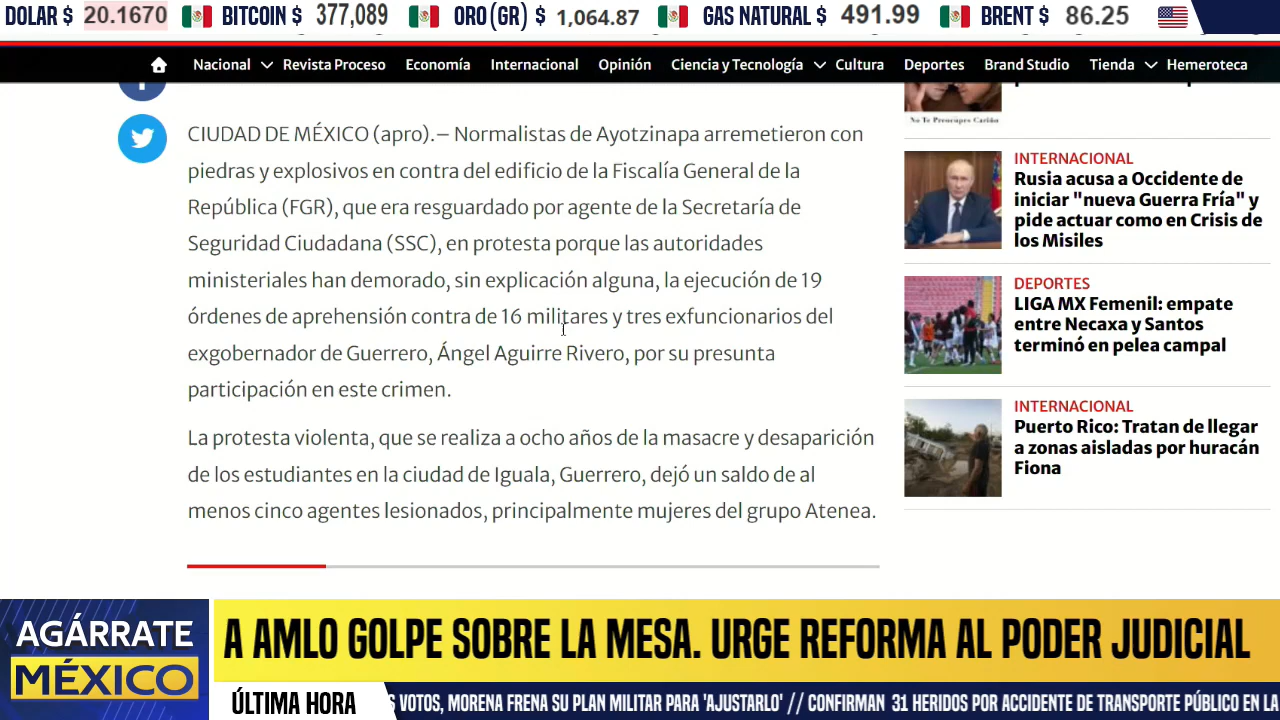 DOLAR $ 20.1670 BITCOIN $ 377,089 ORO(GR) $ 1,064.87 GAS NATURAL $ 491.99 BRENT $ 86.25
Nacional Revista Proceso Economía Internacional Opinión Ciencia y Tecnología Cultura Deportes Brand Studio Tienda Hemeroteca
CIUDAD DE MÉXICO (apro).– Normalistas de Ayotzinapa arremetieron con
piedras y explosivos en contra del edificio de la Fiscalía General de la
República (FGR), que era resguardado por agente de la Secretaría de
Seguridad Ciudadana (SSC), en protesta porque las autoridades
ministeriales han demorado, sin explicación alguna, la ejecución de 19
órdenes de aprehensión contra de 16 militares y tres exfuncionarios del
exgobernador de Guerrero, Ángel Aguirre Rivero, por su presunta
participación en este crimen.
La protesta violenta, que se realiza a ocho años de la masacre y desaparición
de los estudiantes en la ciudad de Iguala, Guerrero, dejó un saldo de al
menos cinco agentes lesionados, principalmente mujeres del grupo Atenea.
No Te Preocupes Cariño
INTERNACIONAL
Rusia acusa a Occidente de
iniciar "nueva Guerra Fría" y
pide actuar como en Crisis de
los Misiles
DEPORTES
LIGA MX Femenil: empate
entre Necaxa y Santos
terminó en pelea campal
INTERNACIONAL
Puerto Rico: Tratan de llegar
a zonas aisladas por huracán
Fiona
AGÁRRATE
MÉXICO
A AMLO GOLPE SOBRE LA MESA. URGE REFORMA AL PODER JUDICIAL
ÚLTIMA HORA
VOTOS, MORENA FRENA SU PLAN MILITAR PARA 'AJUSTARLO' // CONFIRMAN 31 HERIDOS POR ACCIDENTE DE TRANSPORTE PÚBLICO EN LA